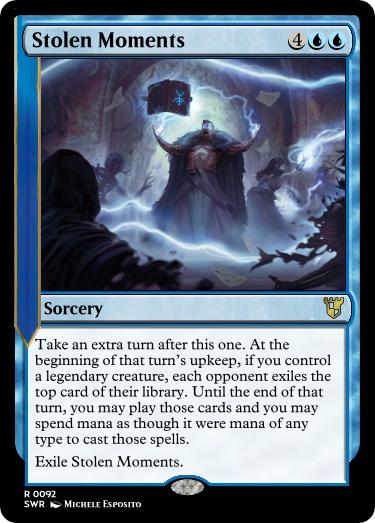 Stolen Moments 4
Sorcery
Take an extra turn after this one. At the
beginning of that turn's upkeep, if you control
a legendary creature, each opponent exiles the
top card of their library. Until the end of that
turn, you may play those cards and you may
spend mana as though it were mana of any
type to cast those spells.
Exile Stolen Moments.
R 0092
SWR Michele Esposito